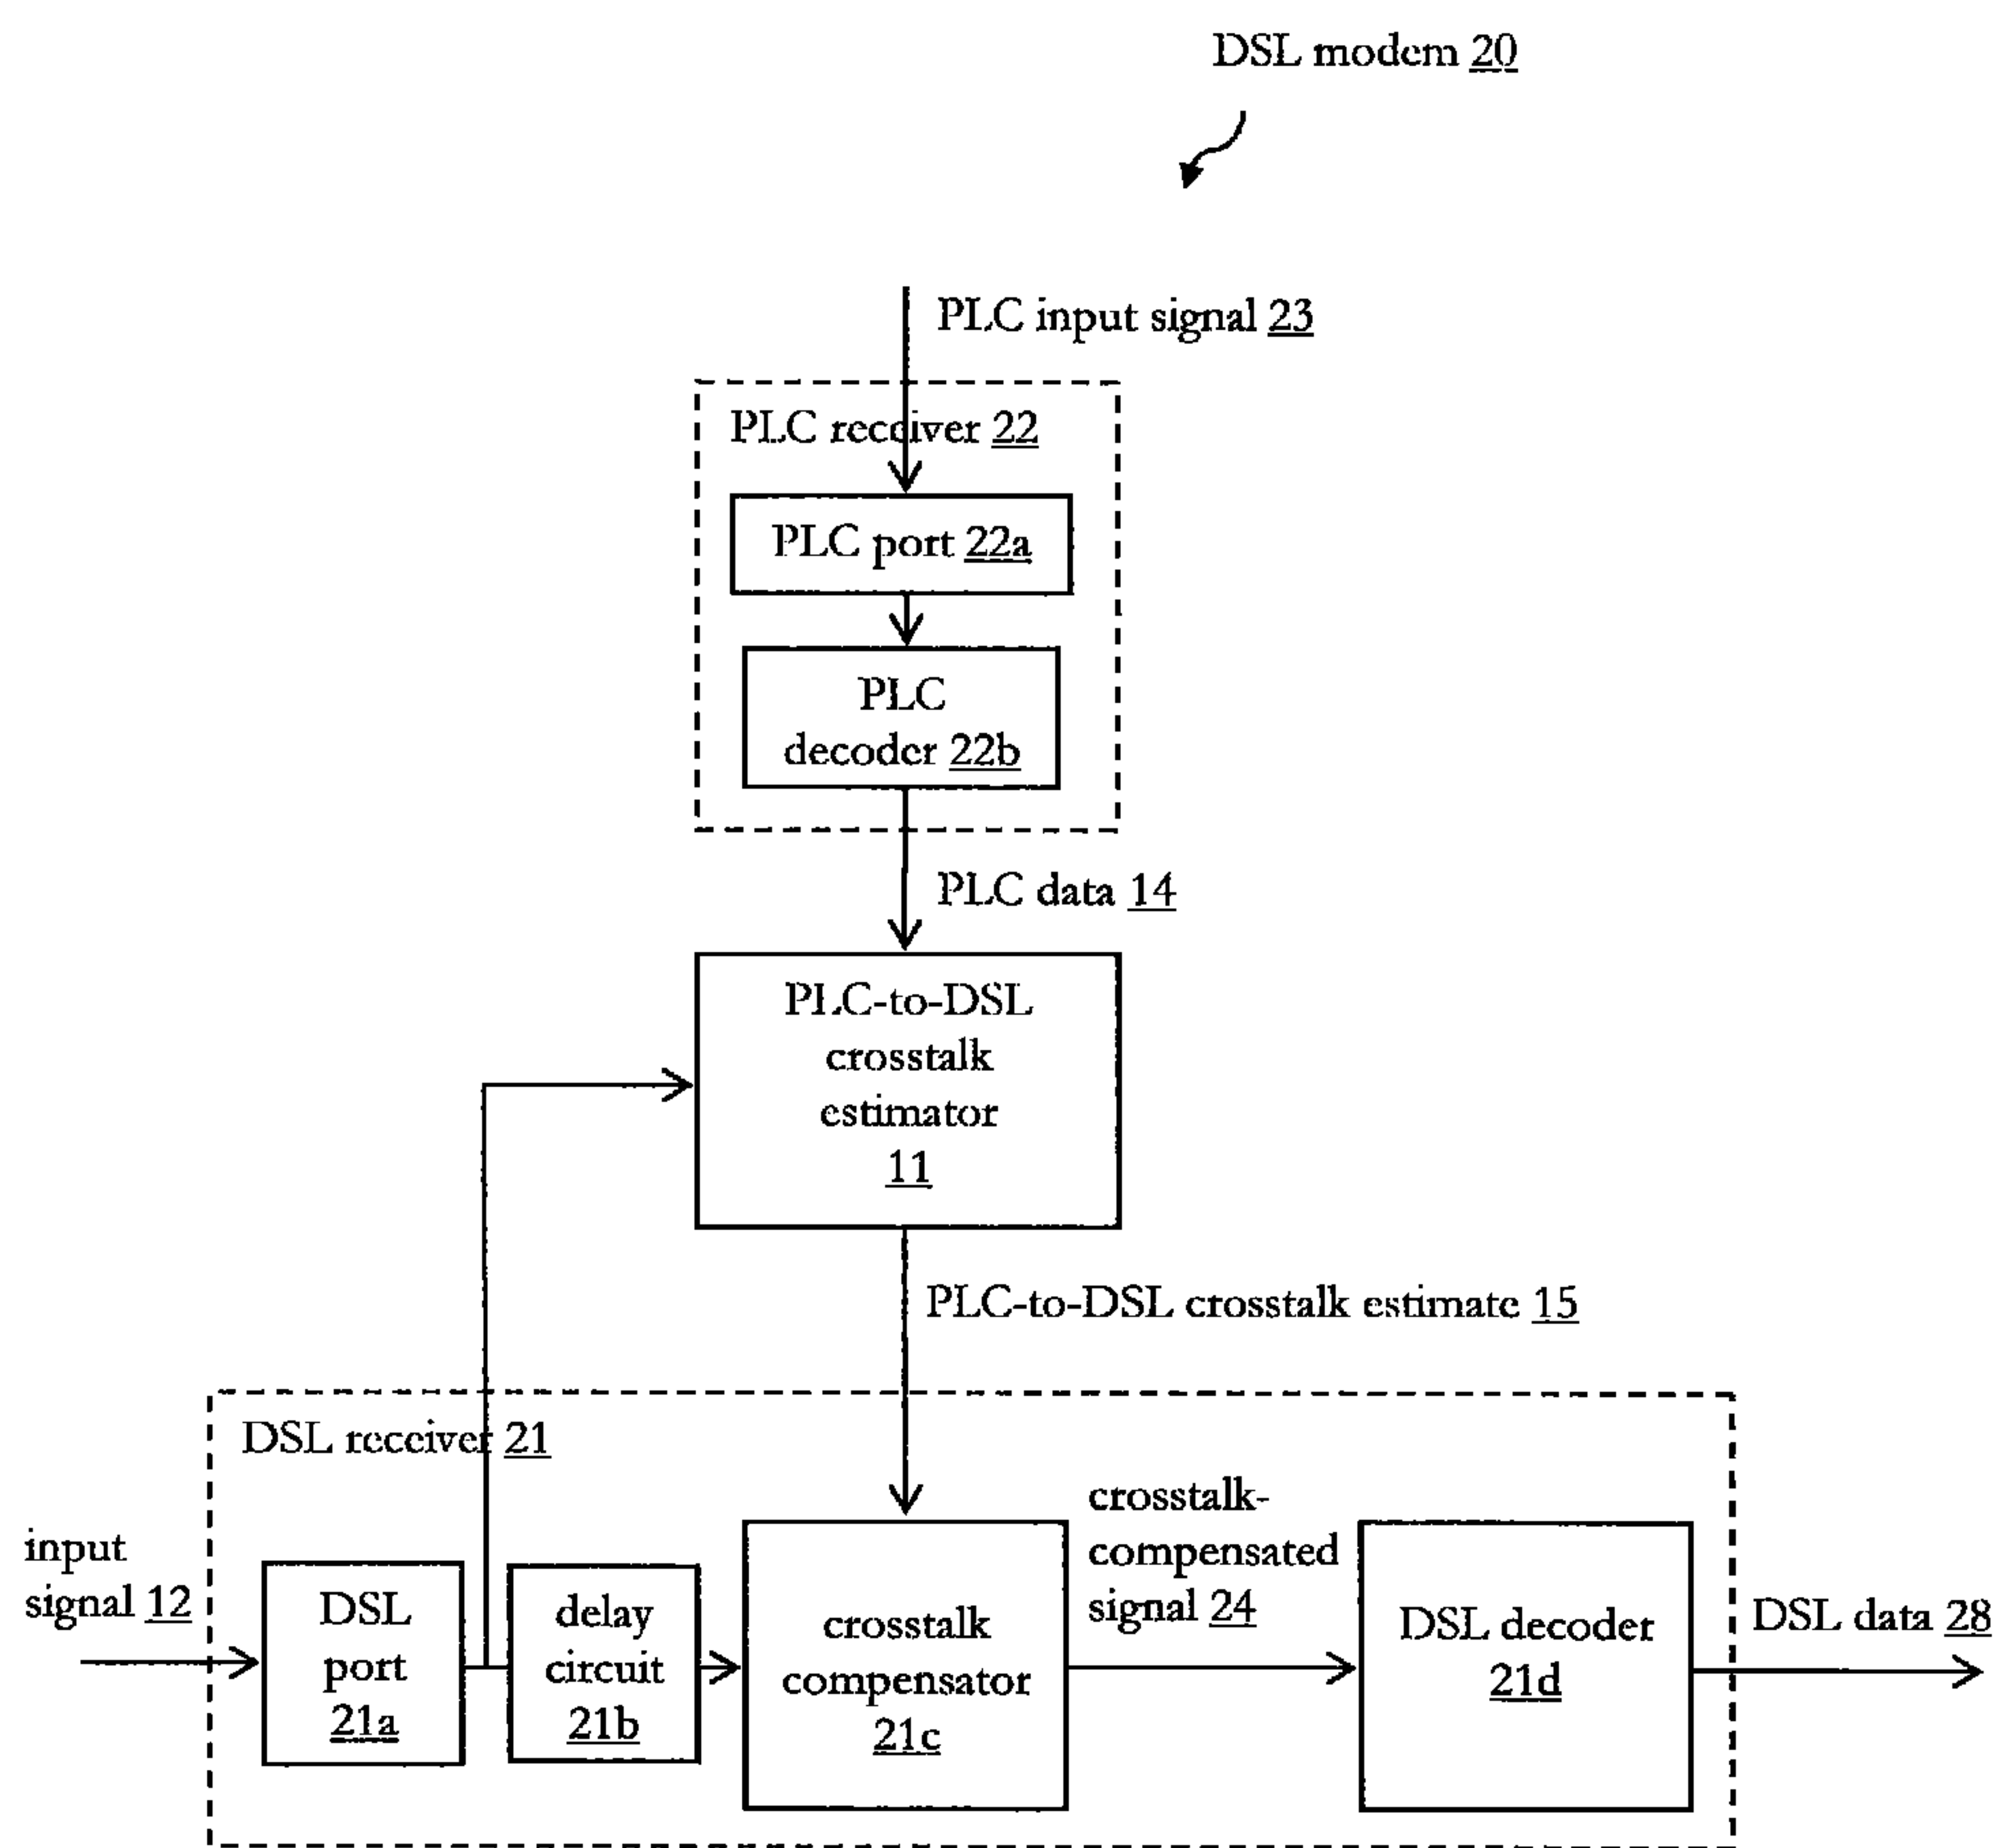 DSL modem 20
PLC input signal 23
PLC receiver 22
PLC port 22a
PLC
decoder 22b
PLC data 14
PLC-to-DSL
crosstalk
estimator
11
PLC-to-DSL crosstalk estimate 15
DSL receiver 21
input
signal 12
DSL
port
21a
delay
circuit
21b
crosstalk
compensator
21c
crosstalk-
compensated
signal 24
DSL decoder
21d
DSL data 28